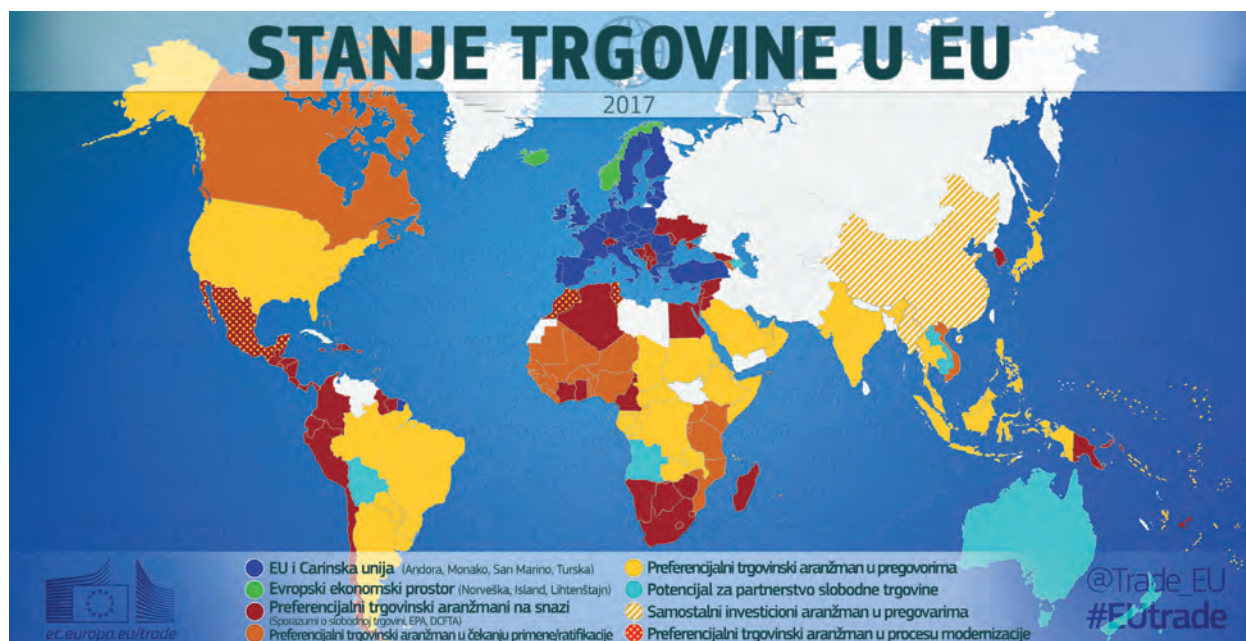 STANJE TRGOVINE U EU
2017
EU i Carinska unija (Andora, Monako, San Marino, Turska)
Evropski ekonomski prostor (Norveška, Island, Lihtenštajn)
Preferencijalni trgovinski aranžmani na snazi
(Sporazumi o slobodnoj trgovini, EPA, DCFTA)
Preferencijalni trgovinski aranžman u čekanju primene/ratifikacije
Preferencijalni trgovinski aranžman u pregovorima
Potencijal za partnerstvo slobodne trgovine
Samostalni investicioni aranžman u pregovarima
Preferencijalni trgovinski aranžman u procesu modernizacije
ec.europa.eu/trade
@Trade_EU
#EUtrade